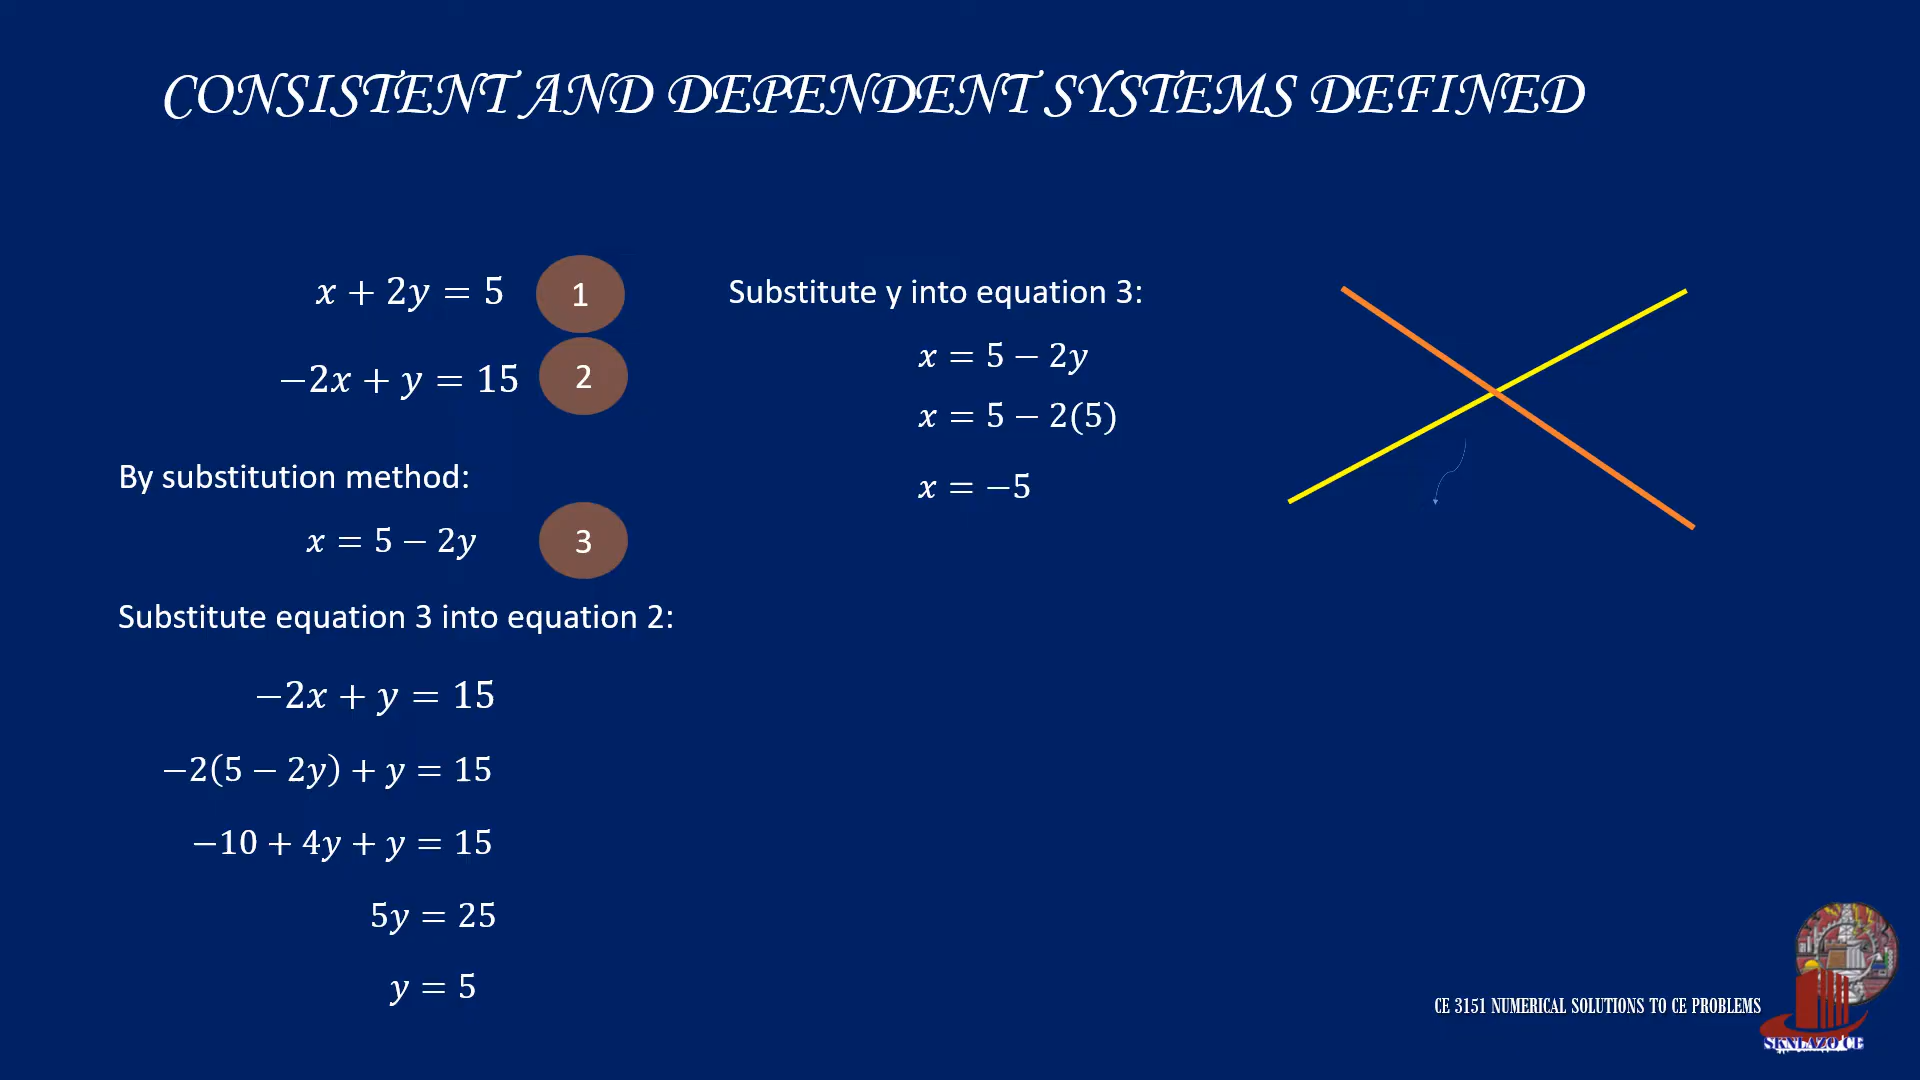 CONSISTENT AND DEPENDENT SYSTEMS DEFINED
x + 2y = 5 1
−2x + y = 15 2
By substitution method:
x = 5 − 2y 3
Substitute equation 3 into equation 2:
−2x + y = 15
−2(5 − 2y) + y = 15
−10 + 4y + y = 15
5y = 25
y = 5
Substitute y into equation 3:
x = 5 − 2y
x = 5 − 2(5)
x = −5
CE 3151 NUMERICAL SOLUTIONS TO CE PROBLEMS
SKNLAZO CE